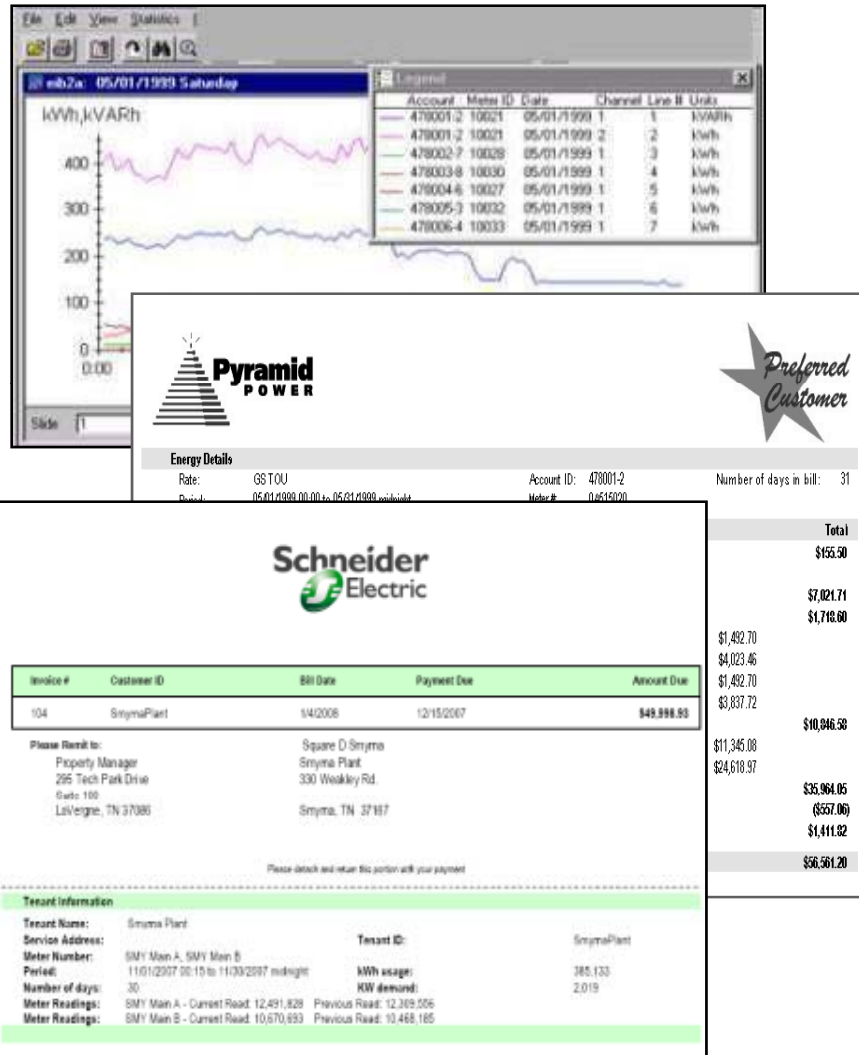 File Edit View Statistics
mb2a: 05/01/1999 Saturday
Legend
kWh,kVARh
Account Meter ID Date Channel Line # Units
478001-2 10021 05/01/1999 1 1 kVARh
478001-2 10021 05/01/1999 2 2 kWh
478002-7 10028 05/01/1999 1 3 kWh
478003-8 10030 05/01/1999 1 4 kWh
478004-6 10027 05/01/1999 1 5 kWh
478005-3 10032 05/01/1999 1 6 kWh
478006-4 10033 05/01/1999 1 7 kWh
400
300
200
100
0
0:00
Slide 1
Pyramid
POWER
Preferred
Customer
Energy Details
Rate: GSTOU Account ID: 478001-2 Number of days in bill: 31
Period: 05/01/1999 00:00 to 05/31/1999 midnight Meter #: 04515020
Total
$155.50
$7,021.71
$1,718.60
$1,492.70
$4,023.46
$1,492.70
$3,837.72
$10,846.58
$11,345.08
$24,618.97
$35,964.05
($557.06)
$1,411.82
$56,561.20
Schneider
Electric
Invoice # Customer ID Bill Date Payment Due Amount Due
104 SmyrnaPlant 1/4/2008 12/15/2007 $49,998.93
Please Remit to: Square D Smyrna
Property Manager Smyrna Plant
295 Tech Park Drive 330 Weakley Rd.
Suite 100
LaVergne, TN 37086 Smyrna, TN 37167
Please detach and return this portion with your payment
Tenant Information
Tenant Name: Smyrna Plant
Service Address: Tenant ID: SmyrnaPlant
Meter Number: SMY Main A, SMY Main B
Period: 11/01/2007 00:15 to 11/30/2007 midnight kWh usage: 385,133
Number of days: 30 KW demand: 2,019
Meter Readings: SMY Main A - Current Read: 12,491,828 Previous Read: 12,309,556
Meter Readings: SMY Main B - Current Read: 10,670,693 Previous Read: 10,468,185